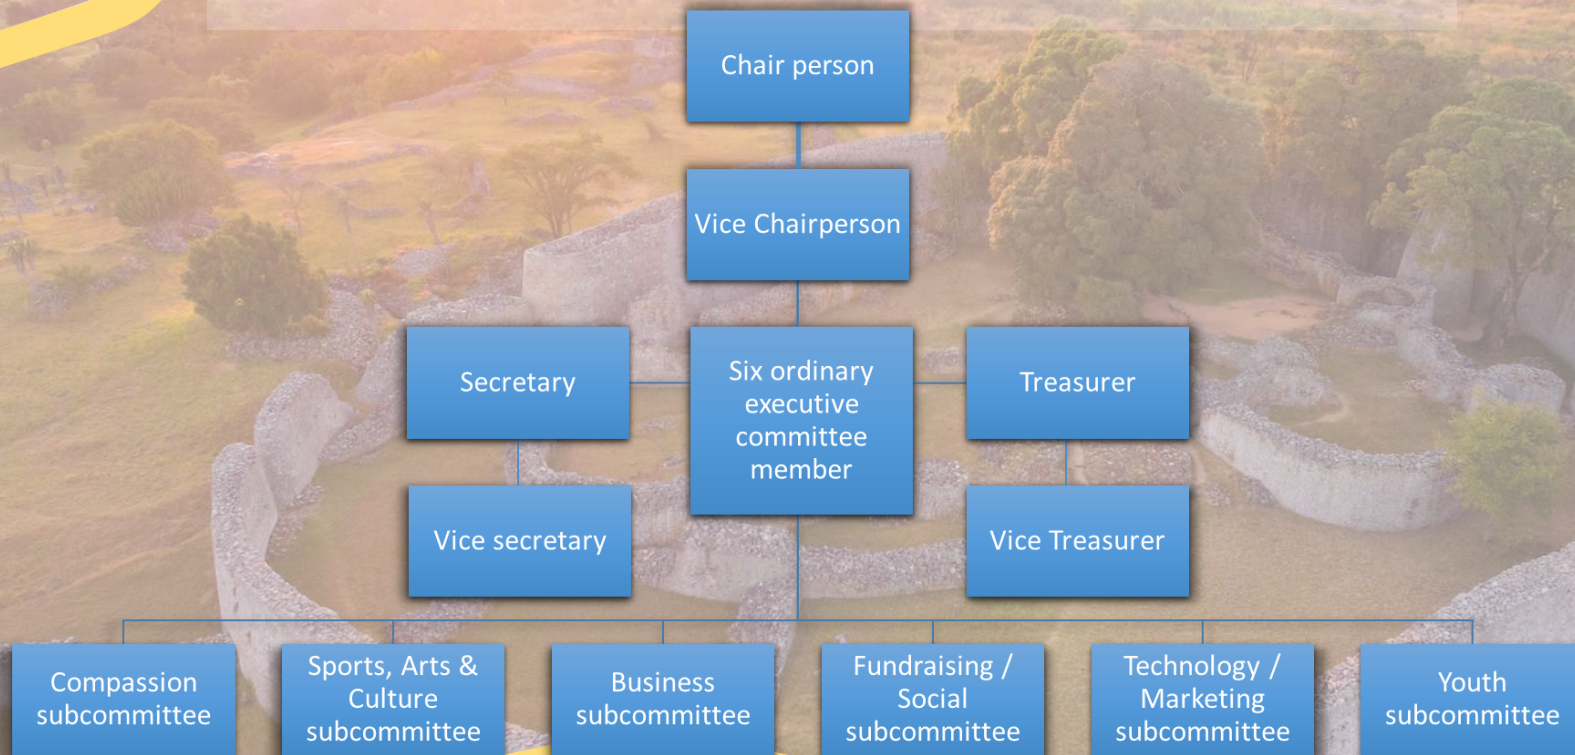 Chair person
Vice Chairperson
Secretary
Six ordinary
executive
committee
member
Treasurer
Vice secretary
Vice Treasurer
Compassion
subcommittee
Sports, Arts &
Culture
subcommittee
Business
subcommittee
Fundraising /
Social
subcommittee
Technology /
Marketing
subcommittee
Youth
subcommittee